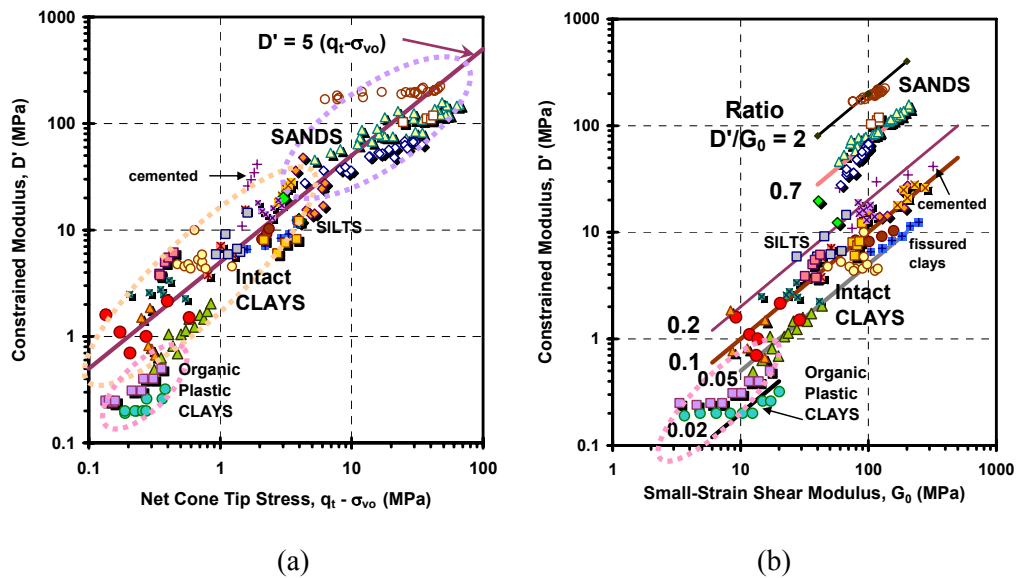 1000
100
10
1
0.1
Constrained Modulus, D' (MPa)
D' = 5 (qt-σvo)
SANDS
cemented
SILTS
Intact
CLAYS
Organic
Plastic
CLAYS
0.1
1
10
100
Net Cone Tip Stress, qt - σvo (MPa)
(a)
1000
100
10
1
0.1
Constrained Modulus, D' (MPa)
SANDS
Ratio
D'/G0 = 2
0.7
cemented
SILTS
fissured
clays
Intact
CLAYS
0.2
0.1
0.05
Organic
Plastic
CLAYS
0.02
1
10
100
1000
Small-Strain Shear Modulus, G0 (MPa)
(b)